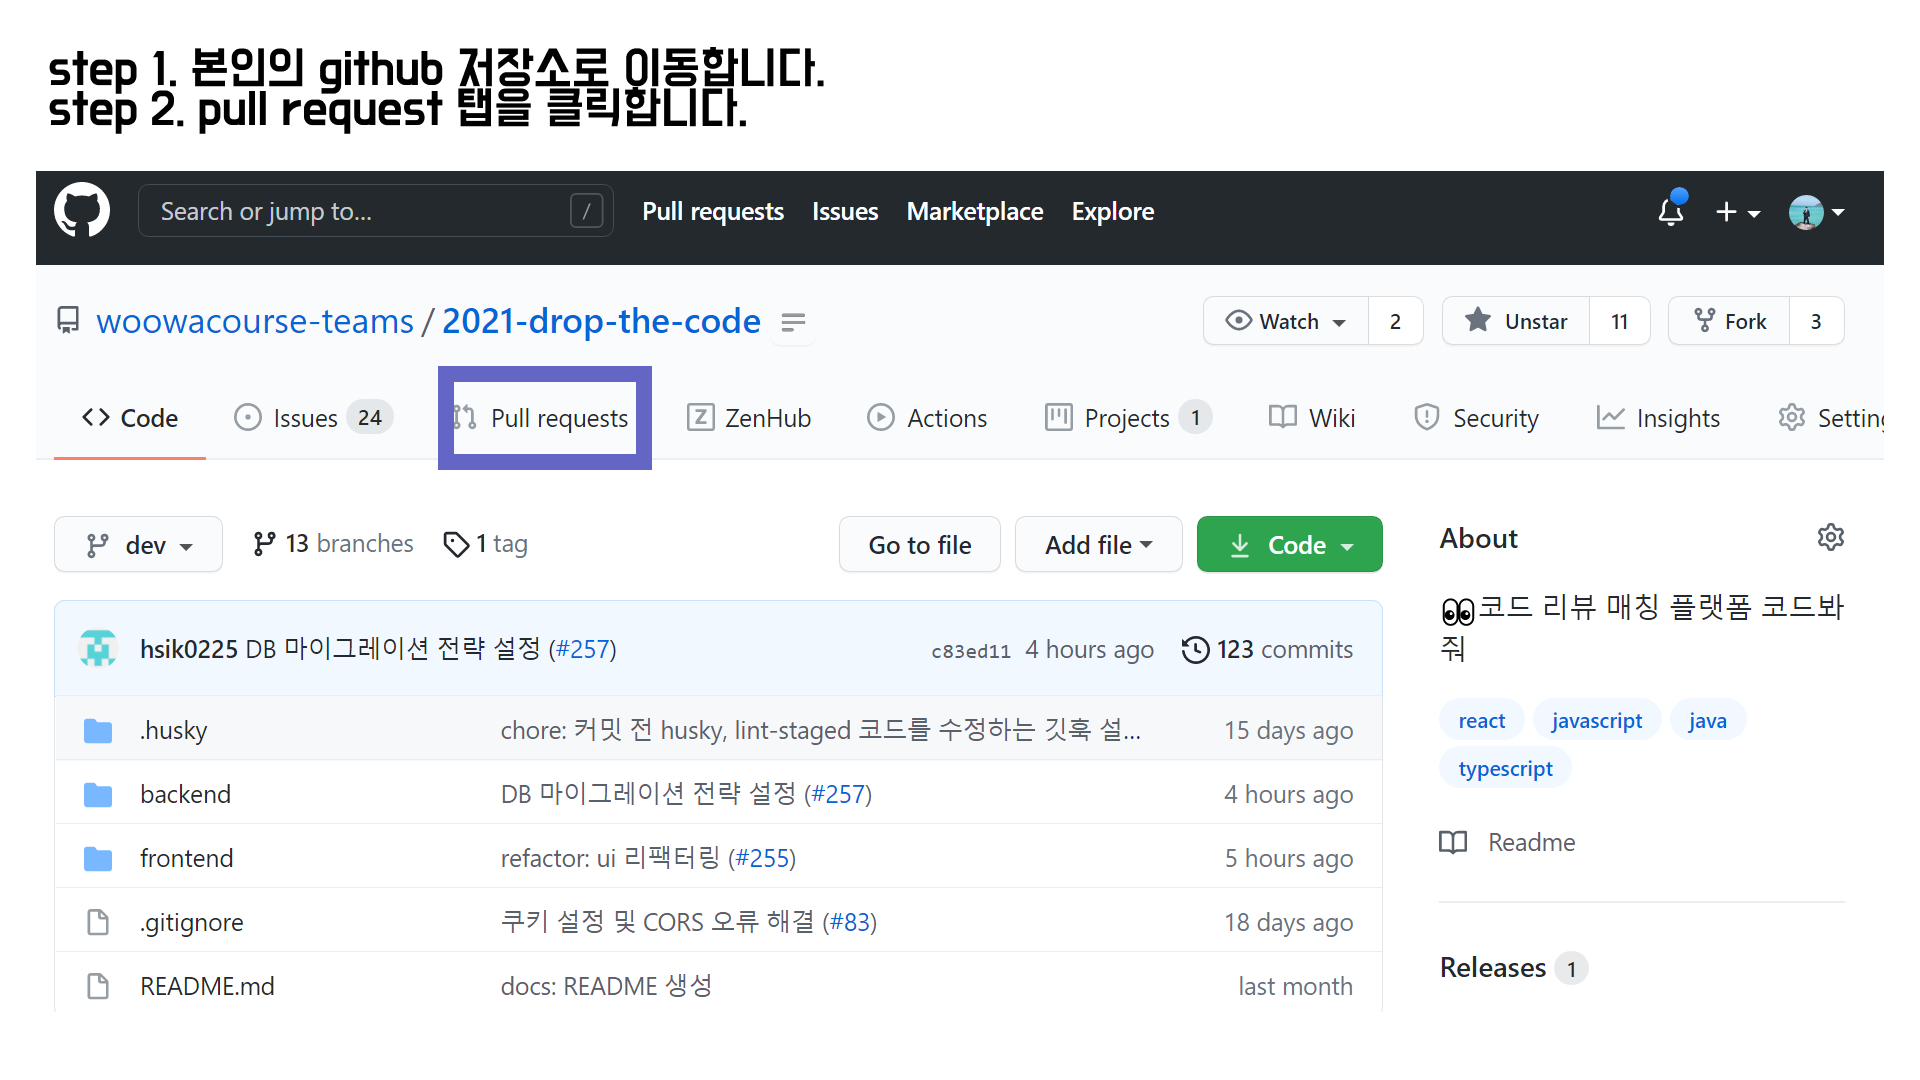 step 1. 본인의 github 저장소로 이동합니다.
step 2. pull request 탭을 클릭합니다.
Search or jump to... / Pull requests Issues Marketplace Explore
woowacourse-teams / 2021-drop-the-code Watch 2 Unstar 11 Fork 3
Code Issues 24 Pull requests ZenHub Actions Projects 1 Wiki Security Insights Setting
dev 13 branches 1 tag Go to file Add file Code
hsik0225 DB 마이그레이션 전략 설정 (#257) c83ed11 4 hours ago 123 commits
.husky chore: 커밋 전 husky, lint-staged 코드를 수정하는 깃훅 설... 15 days ago
backend DB 마이그레이션 전략 설정 (#257) 4 hours ago
frontend refactor: ui 리팩터링 (#255) 5 hours ago
.gitignore 쿠키 설정 및 CORS 오류 해결 (#83) 18 days ago
README.md docs: README 생성 last month
About
👀코드 리뷰 매칭 플랫폼 코드봐
줘
react javascript java
typescript
Readme
Releases 1